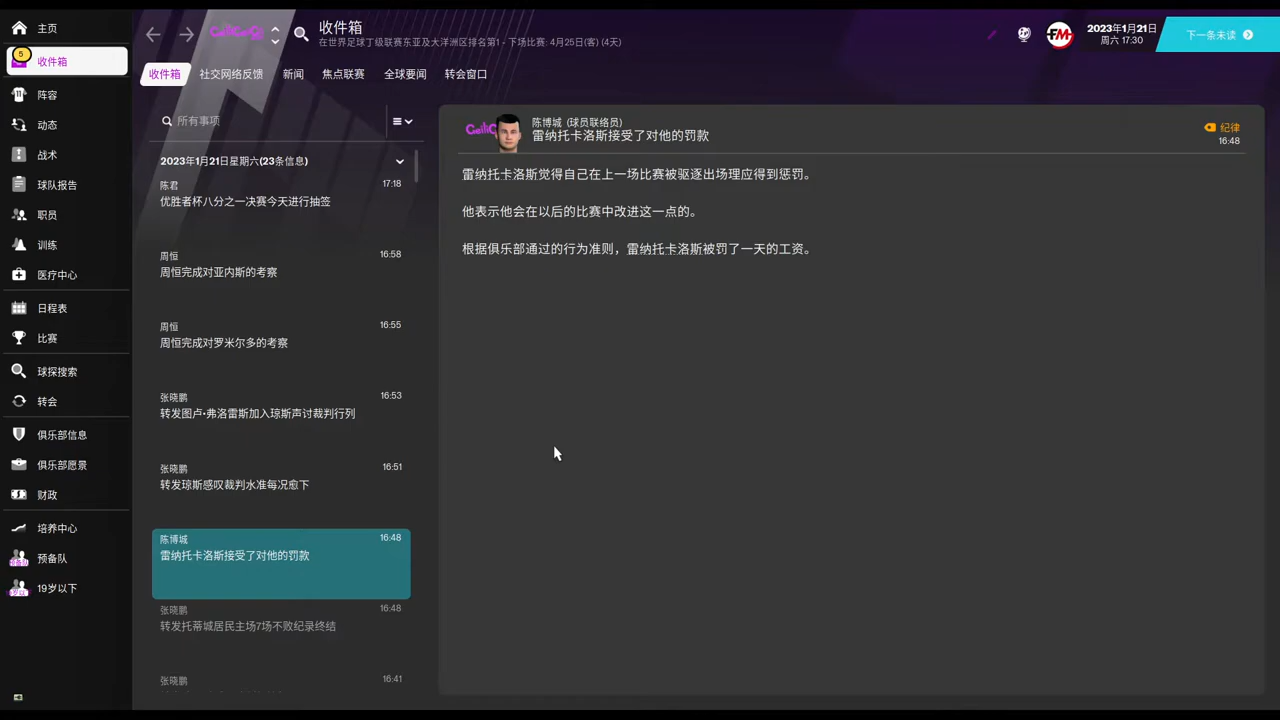 主页
5
收件箱
阵容
动态
战术
球队报告
职员
训练
医疗中心
日程表
比赛
球探搜索
转会
俱乐部信息
俱乐部愿景
财政
培养中心
预备队
19岁以下
收件箱
在世界足球丁级联赛东亚及大洋洲区排名第1 - 下场比赛: 4月25日(客) (4天)
FM
2023年1月21日
周六 17:30
下一条未读
收件箱 社交网络反馈 新闻 焦点联赛 全球要闻 转会窗口
所有事项
2023年1月21日星期六(23条信息)
陈君 17:18
优胜者杯八分之一决赛今天进行抽签
周恒 16:58
周恒完成对亚内斯的考察
周恒 16:55
周恒完成对罗米尔多的考察
张晓鹏 16:53
转发图卢·弗洛雷斯加入琼斯声讨裁判行列
张晓鹏 16:51
转发琼斯感叹裁判水准每况愈下
陈博城 16:48
雷纳托卡洛斯接受了对他的罚款
张晓鹏 16:48
转发托蒂城居民主场7场不败纪录终结
张晓鹏 16:41
陈博城 (球员联络员)
雷纳托卡洛斯接受了对他的罚款
纪律
16:48
雷纳托卡洛斯觉得自己在上一场比赛被驱逐出场理应得到惩罚。
他表示他会在以后的比赛中改进这一点的。
根据俱乐部通过的行为准则，雷纳托卡洛斯被罚了一天的工资。